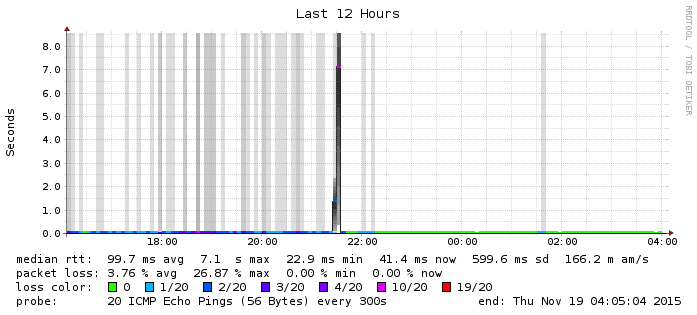 Last 12 Hours
RRDTOOL / TOBI OETIKER
Seconds
8.0
7.0
6.0
5.0
4.0
3.0
2.0
1.0
0.0
18:00 20:00 22:00 00:00 02:00 04:00
median rtt: 99.7 ms avg 7.1 s max 22.9 ms min 41.4 ms now 599.6 ms sd 166.2 m am/s
packet loss: 3.76 % avg 26.87 % max 0.00 % min 0.00 % now
loss color: 0 1/20 2/20 3/20 4/20 10/20 19/20
probe: 20 ICMP Echo Pings (56 Bytes) every 300s end: Thu Nov 19 04:05:04 2015